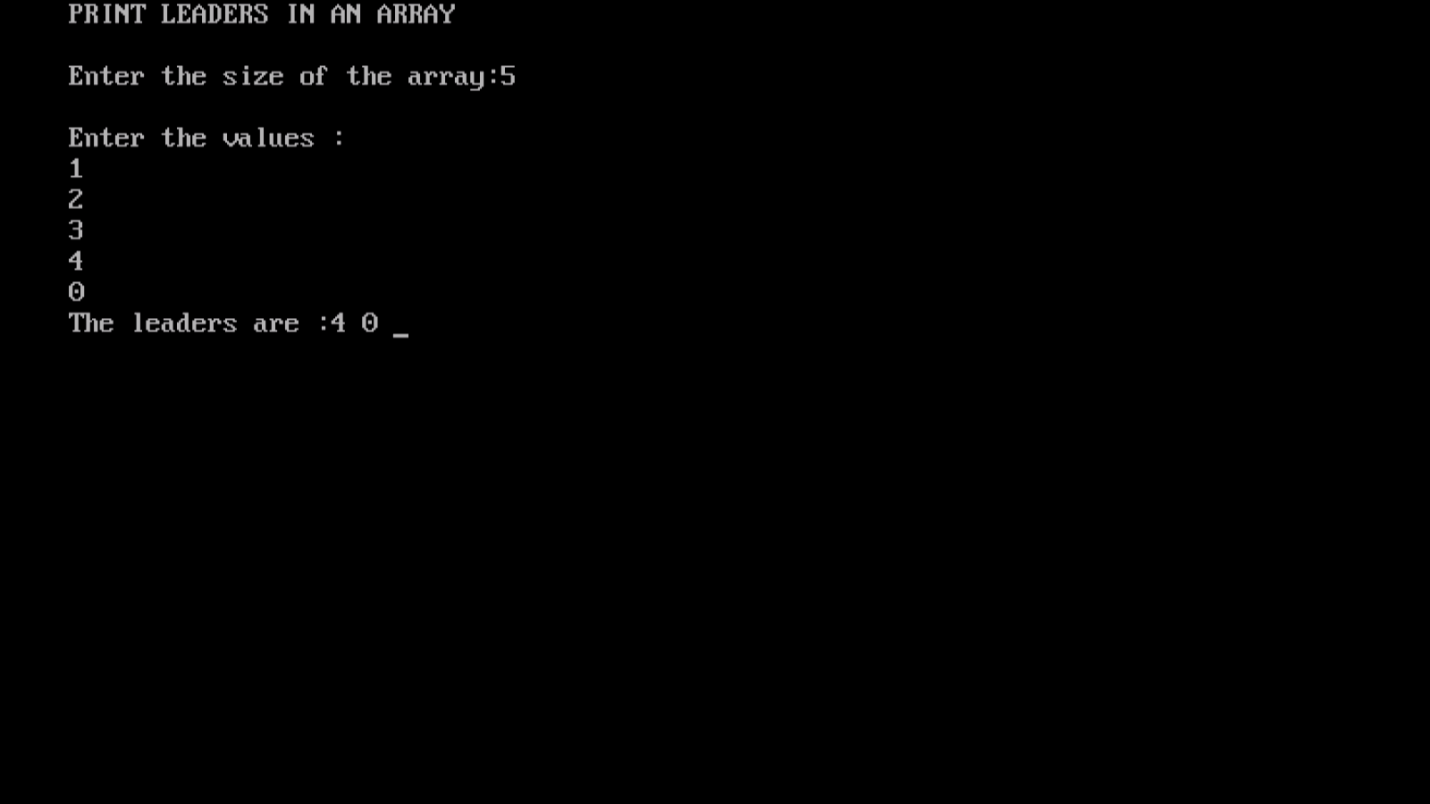 PRINT LEADERS IN AN ARRAY
Enter the size of the array:5
Enter the values :
1
2
3
4
0
The leaders are :4 0 _